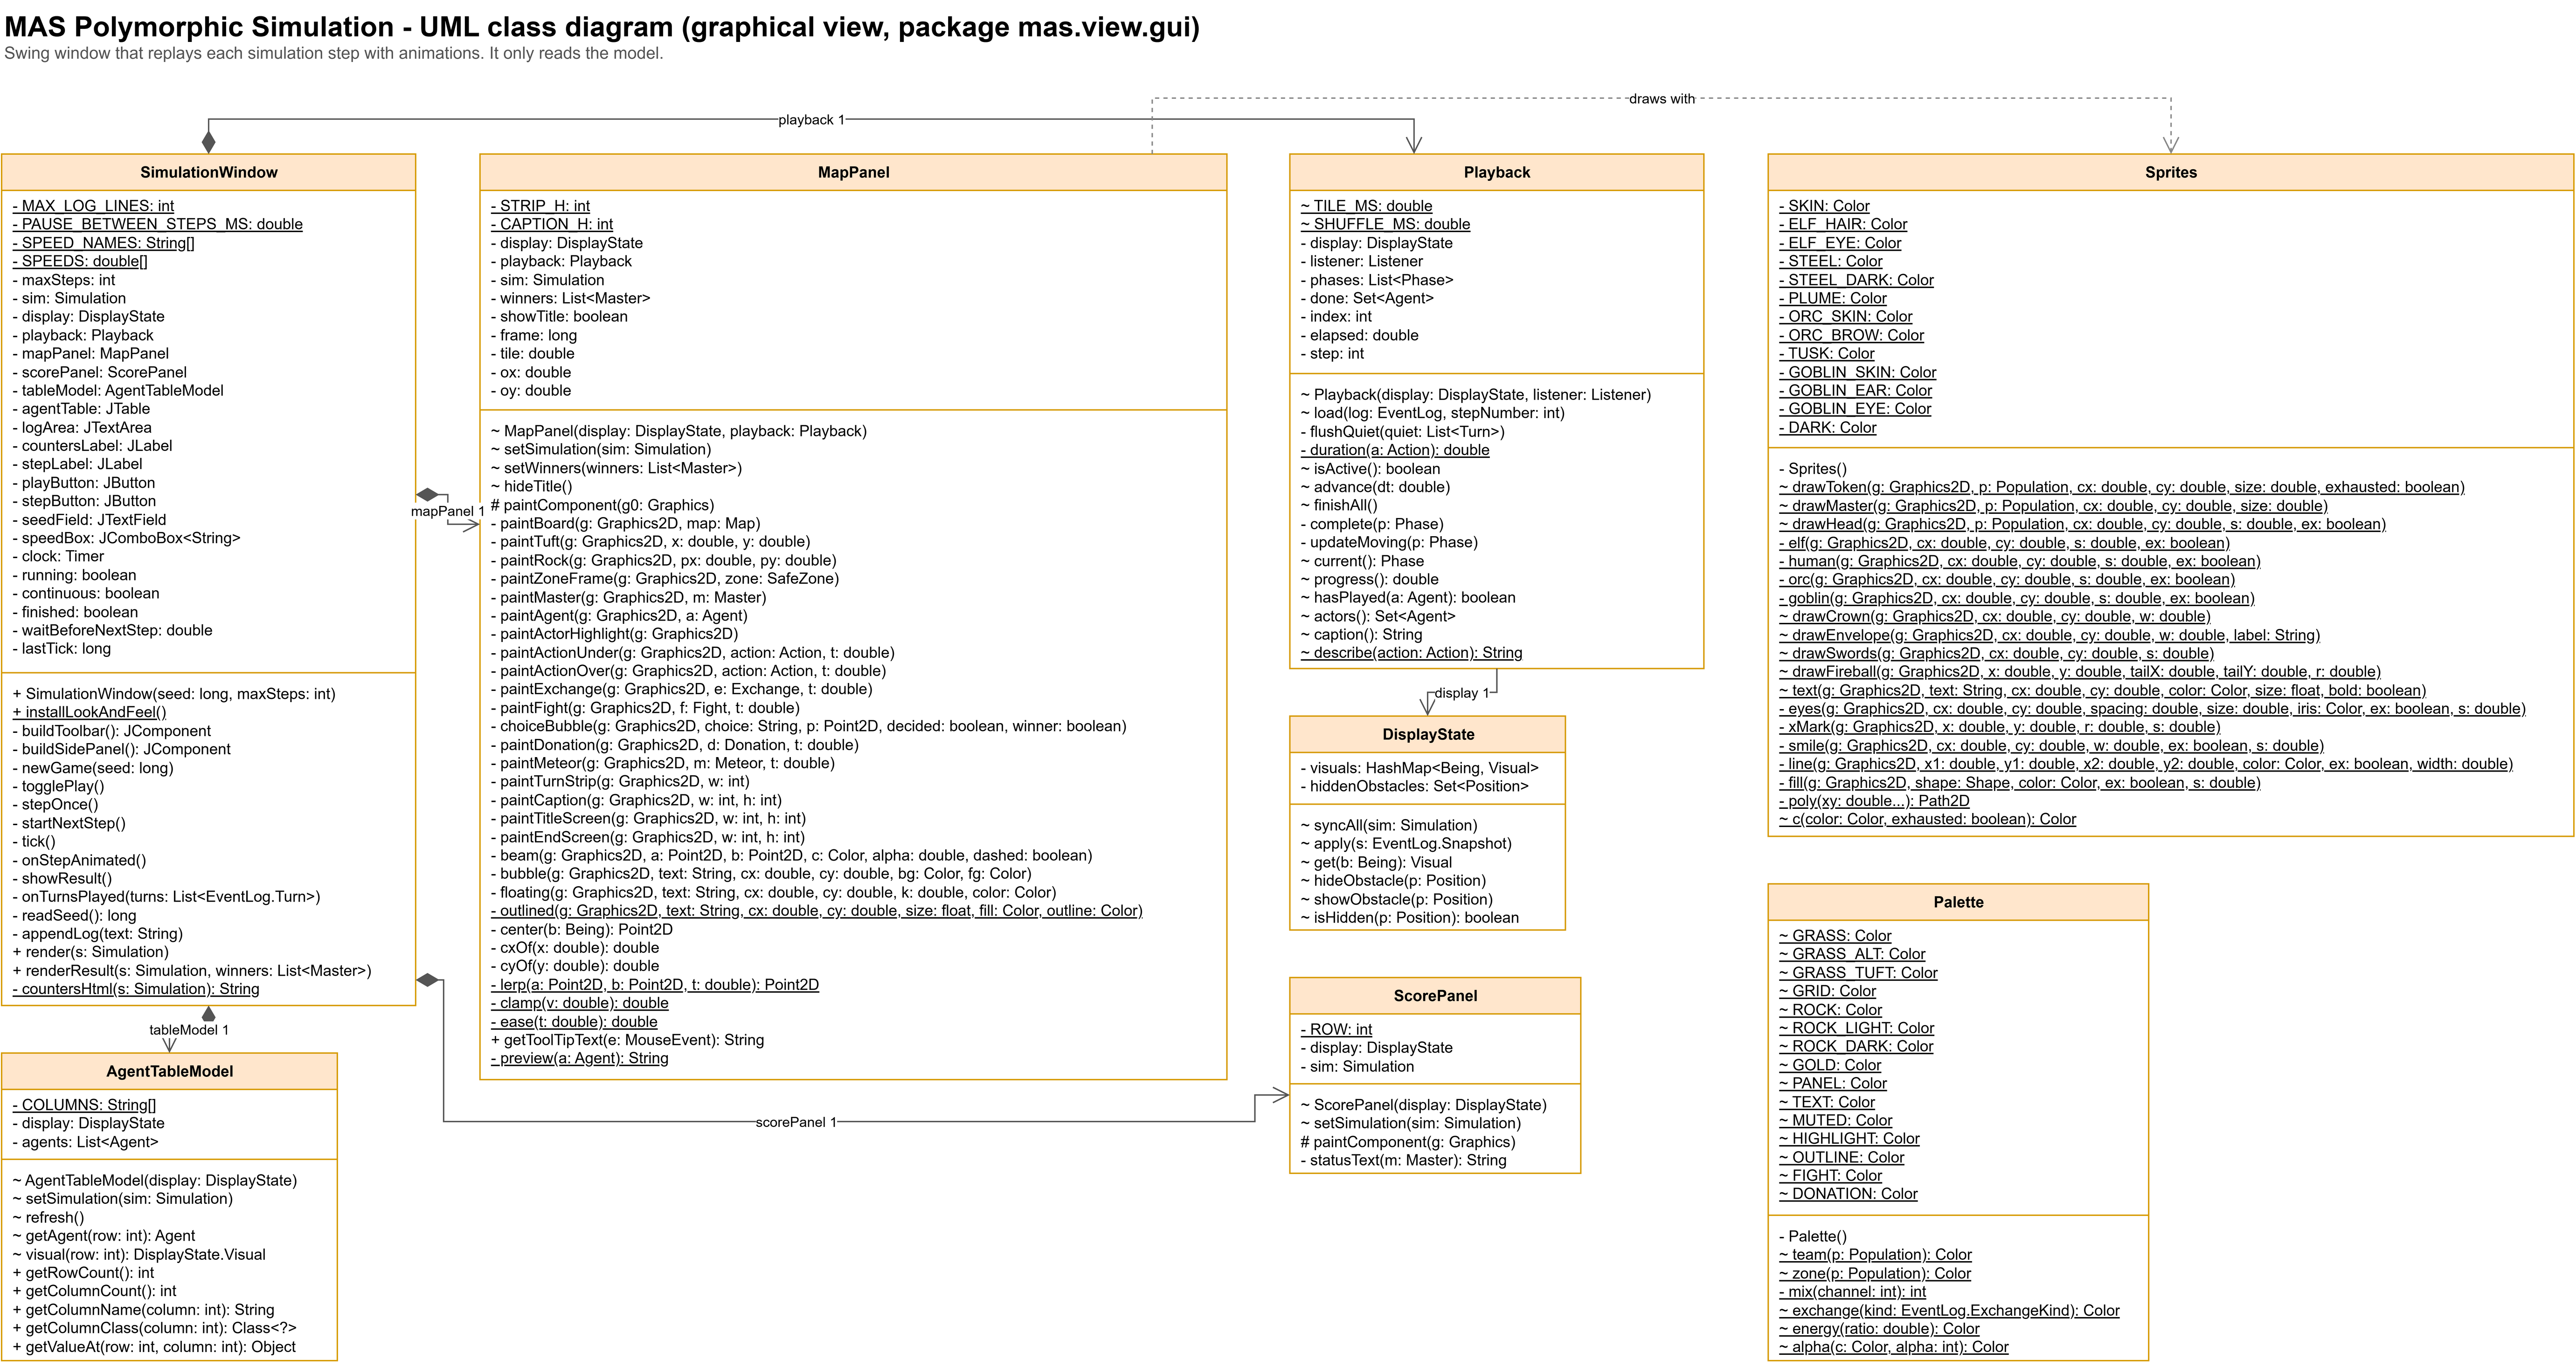 MAS Polymorphic Simulation - UML class diagram (graphical view, package mas.view.gui)
Swing window that replays each simulation step with animations. It only reads the model.
draws with
playback 1
SimulationWindow
- MAX_LOG_LINES: int
- PAUSE_BETWEEN_STEPS_MS: double
- SPEED_NAMES: String[]
- SPEEDS: double[]
- maxSteps: int
- sim: Simulation
- display: DisplayState
- playback: Playback
- mapPanel: MapPanel
- scorePanel: ScorePanel
- tableModel: AgentTableModel
- agentTable: JTable
- logArea: JTextArea
- countersLabel: JLabel
- stepLabel: JLabel
- playButton: JButton
- stepButton: JButton
- seedField: JTextField
- speedBox: JComboBox<String>
- clock: Timer
- running: boolean
- continuous: boolean
- finished: boolean
- waitBeforeNextStep: double
- lastTick: long
+ SimulationWindow(seed: long, maxSteps: int)
+ installLookAndFeel()
- buildToolbar(): JComponent
- buildSidePanel(): JComponent
- newGame(seed: long)
- togglePlay()
- stepOnce()
- startNextStep()
- tick()
- onStepAnimated()
- showResult()
- onTurnsPlayed(turns: List<EventLog.Turn>)
- readSeed(): long
- appendLog(text: String)
+ render(s: Simulation)
+ renderResult(s: Simulation, winners: List<Master>)
- countersHtml(s: Simulation): String
mapPanel 1
tableModel 1
AgentTableModel
- COLUMNS: String[]
- display: DisplayState
- agents: List<Agent>
~ AgentTableModel(display: DisplayState)
~ setSimulation(sim: Simulation)
~ refresh()
~ getAgent(row: int): Agent
~ visual(row: int): DisplayState.Visual
+ getRowCount(): int
+ getColumnCount(): int
+ getColumnName(column: int): String
+ getColumnClass(column: int): Class<?>
+ getValueAt(row: int, column: int): Object
MapPanel
- STRIP_H: int
- CAPTION_H: int
- display: DisplayState
- playback: Playback
- sim: Simulation
- winners: List<Master>
- showTitle: boolean
- frame: long
- tile: double
- ox: double
- oy: double
~ MapPanel(display: DisplayState, playback: Playback)
~ setSimulation(sim: Simulation)
~ setWinners(winners: List<Master>)
~ hideTitle()
# paintComponent(g0: Graphics)
- paintBoard(g: Graphics2D, map: Map)
- paintTuft(g: Graphics2D, x: double, y: double)
- paintRock(g: Graphics2D, px: double, py: double)
- paintZoneFrame(g: Graphics2D, zone: SafeZone)
- paintMaster(g: Graphics2D, m: Master)
- paintAgent(g: Graphics2D, a: Agent)
- paintActorHighlight(g: Graphics2D)
- paintActionUnder(g: Graphics2D, action: Action, t: double)
- paintActionOver(g: Graphics2D, action: Action, t: double)
- paintExchange(g: Graphics2D, e: Exchange, t: double)
- paintFight(g: Graphics2D, f: Fight, t: double)
- choiceBubble(g: Graphics2D, choice: String, p: Point2D, decided: boolean, winner: boolean)
- paintDonation(g: Graphics2D, d: Donation, t: double)
- paintMeteor(g: Graphics2D, m: Meteor, t: double)
- paintTurnStrip(g: Graphics2D, w: int)
- paintCaption(g: Graphics2D, w: int, h: int)
- paintTitleScreen(g: Graphics2D, w: int, h: int)
- paintEndScreen(g: Graphics2D, w: int, h: int)
- beam(g: Graphics2D, a: Point2D, b: Point2D, c: Color, alpha: double, dashed: boolean)
- bubble(g: Graphics2D, text: String, cx: double, cy: double, bg: Color, fg: Color)
- floating(g: Graphics2D, text: String, cx: double, cy: double, k: double, color: Color)
- outlined(g: Graphics2D, text: String, cx: double, cy: double, size: float, fill: Color, outline: Color)
- center(b: Being): Point2D
- cxOf(x: double): double
- cyOf(y: double): double
- lerp(a: Point2D, b: Point2D, t: double): Point2D
- clamp(v: double): double
- ease(t: double): double
+ getToolTipText(e: MouseEvent): String
- preview(a: Agent): String
scorePanel 1
Playback
~ TILE_MS: double
~ SHUFFLE_MS: double
- display: DisplayState
- listener: Listener
- phases: List<Phase>
- done: Set<Agent>
- index: int
- elapsed: double
- step: int
~ Playback(display: DisplayState, listener: Listener)
~ load(log: EventLog, stepNumber: int)
- flushQuiet(quiet: List<Turn>)
- duration(a: Action): double
~ isActive(): boolean
~ advance(dt: double)
~ finishAll()
- complete(p: Phase)
- updateMoving(p: Phase)
~ current(): Phase
~ progress(): double
~ hasPlayed(a: Agent): boolean
~ actors(): Set<Agent>
~ caption(): String
~ describe(action: Action): String
display 1
DisplayState
- visuals: HashMap<Being, Visual>
- hiddenObstacles: Set<Position>
~ syncAll(sim: Simulation)
~ apply(s: EventLog.Snapshot)
~ get(b: Being): Visual
~ hideObstacle(p: Position)
~ showObstacle(p: Position)
~ isHidden(p: Position): boolean
ScorePanel
- ROW: int
- display: DisplayState
- sim: Simulation
~ ScorePanel(display: DisplayState)
~ setSimulation(sim: Simulation)
# paintComponent(g: Graphics)
- statusText(m: Master): String
Sprites
- SKIN: Color
- ELF_HAIR: Color
- ELF_EYE: Color
- STEEL: Color
- STEEL_DARK: Color
- PLUME: Color
- ORC_SKIN: Color
- ORC_BROW: Color
- TUSK: Color
- GOBLIN_SKIN: Color
- GOBLIN_EAR: Color
- GOBLIN_EYE: Color
- DARK: Color
- Sprites()
~ drawToken(g: Graphics2D, p: Population, cx: double, cy: double, size: double, exhausted: boolean)
~ drawMaster(g: Graphics2D, p: Population, cx: double, cy: double, size: double)
~ drawHead(g: Graphics2D, p: Population, cx: double, cy: double, s: double, ex: boolean)
- elf(g: Graphics2D, cx: double, cy: double, s: double, ex: boolean)
- human(g: Graphics2D, cx: double, cy: double, s: double, ex: boolean)
- orc(g: Graphics2D, cx: double, cy: double, s: double, ex: boolean)
- goblin(g: Graphics2D, cx: double, cy: double, s: double, ex: boolean)
~ drawCrown(g: Graphics2D, cx: double, cy: double, w: double)
~ drawEnvelope(g: Graphics2D, cx: double, cy: double, w: double, label: String)
~ drawSwords(g: Graphics2D, cx: double, cy: double, s: double)
~ drawFireball(g: Graphics2D, x: double, y: double, tailX: double, tailY: double, r: double)
~ text(g: Graphics2D, text: String, cx: double, cy: double, color: Color, size: float, bold: boolean)
- eyes(g: Graphics2D, cx: double, cy: double, spacing: double, size: double, iris: Color, ex: boolean, s: double)
- xMark(g: Graphics2D, x: double, y: double, r: double, s: double)
- smile(g: Graphics2D, cx: double, cy: double, w: double, ex: boolean, s: double)
- line(g: Graphics2D, x1: double, y1: double, x2: double, y2: double, color: Color, ex: boolean, width: double)
- fill(g: Graphics2D, shape: Shape, color: Color, ex: boolean, s: double)
- poly(xy: double...): Path2D
~ c(color: Color, exhausted: boolean): Color
Palette
~ GRASS: Color
~ GRASS_ALT: Color
~ GRASS_TUFT: Color
~ GRID: Color
~ ROCK: Color
~ ROCK_LIGHT: Color
~ ROCK_DARK: Color
~ GOLD: Color
~ PANEL: Color
~ TEXT: Color
~ MUTED: Color
~ HIGHLIGHT: Color
~ OUTLINE: Color
~ FIGHT: Color
~ DONATION: Color
- Palette()
~ team(p: Population): Color
~ zone(p: Population): Color
- mix(channel: int): int
~ exchange(kind: EventLog.ExchangeKind): Color
~ energy(ratio: double): Color
~ alpha(c: Color, alpha: int): Color